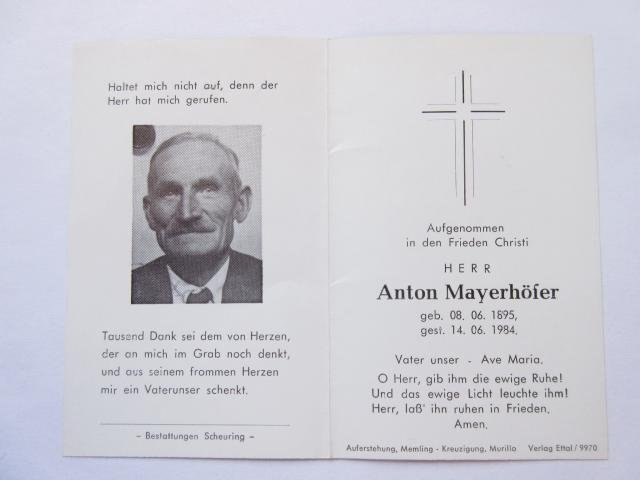 Haltet mich nicht auf, denn der
Herr hat mich gerufen.
Tausend Dank sei dem von Herzen,
der an mich im Grab noch denkt,
und aus seinem frommen Herzen
mir ein Vaterunser schenkt.
- Bestattungen Scheuring -
Aufgenommen
in den Frieden Christi
HERR
Anton Mayerhöfer
geb. 08. 06. 1895,
gest. 14. 06. 1984.
Vater unser - Ave Maria.
O Herr, gib ihm die ewige Ruhe!
Und das ewige Licht leuchte ihm!
Herr, laß' ihn ruhen in Frieden.
Amen.
Auferstehung, Memling - Kreuzigung, Murillo Verlag Ettal / 9970